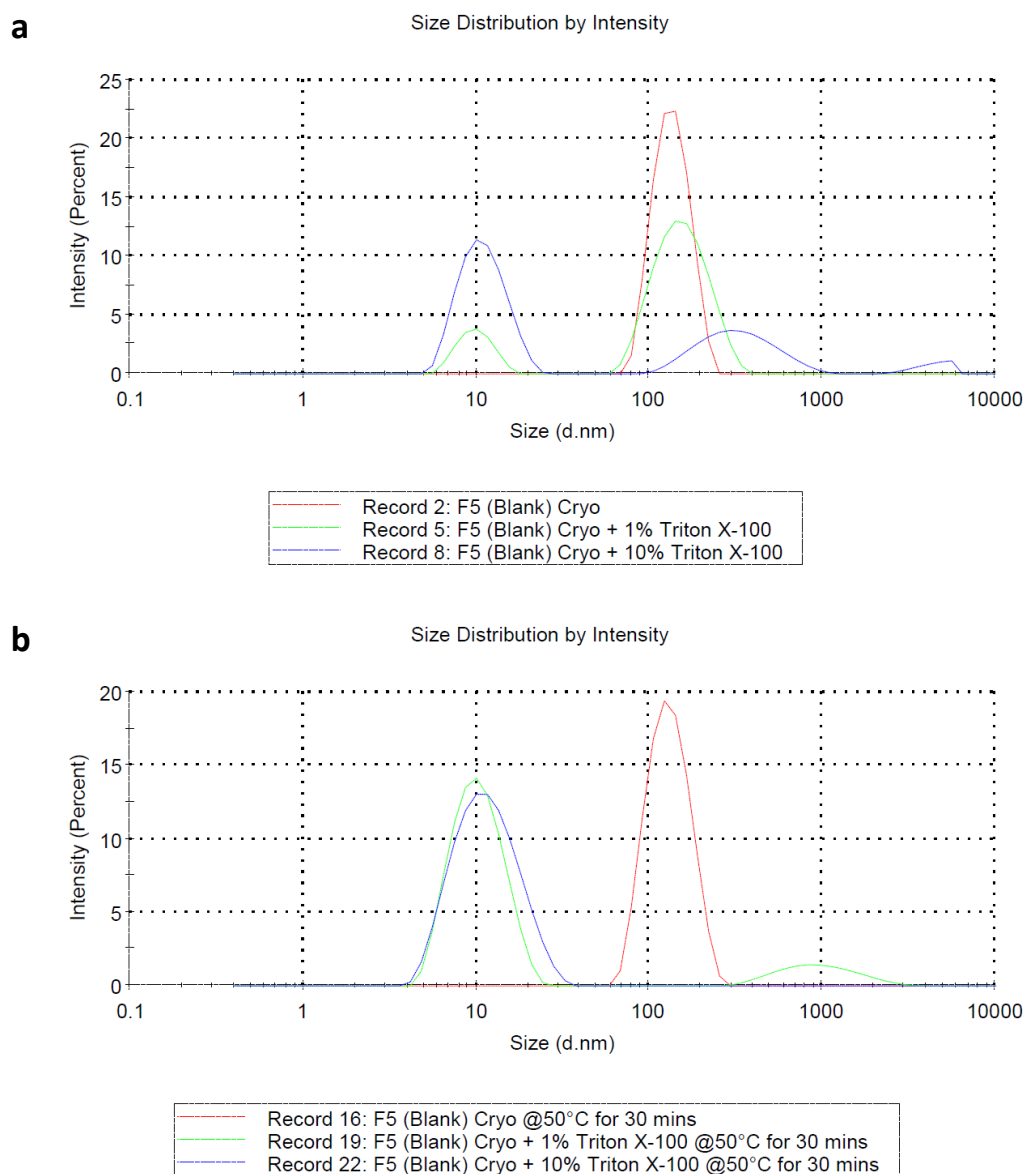 a
Size Distribution by Intensity
25
20
15
10
5
0
Intensity (Percent)
0.1 1 10 100 1000 10000
Size (d.nm)
Record 2: F5 (Blank) Cryo
Record 5: F5 (Blank) Cryo + 1% Triton X-100
Record 8: F5 (Blank) Cryo + 10% Triton X-100
b
Size Distribution by Intensity
20
15
10
5
0
Intensity (Percent)
0.1 1 10 100 1000 10000
Size (d.nm)
Record 16: F5 (Blank) Cryo @50°C for 30 mins
Record 19: F5 (Blank) Cryo + 1% Triton X-100 @50°C for 30 mins
Record 22: F5 (Blank) Cryo + 10% Triton X-100 @50°C for 30 mins